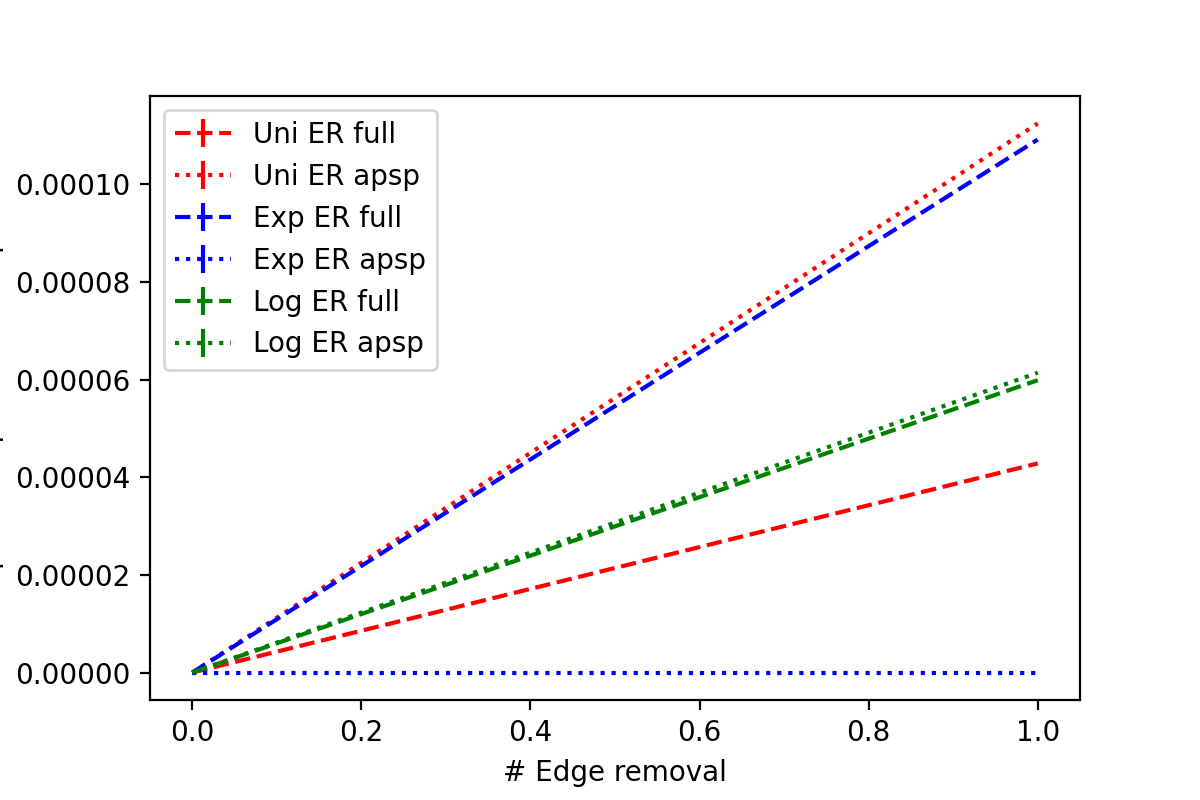 Uni ER full
Uni ER apsp
Exp ER full
Exp ER apsp
Log ER full
Log ER apsp
0.00010
0.00008
0.00006
0.00004
0.00002
0.00000
0.0 0.2 0.4 0.6 0.8 1.0
# Edge removal